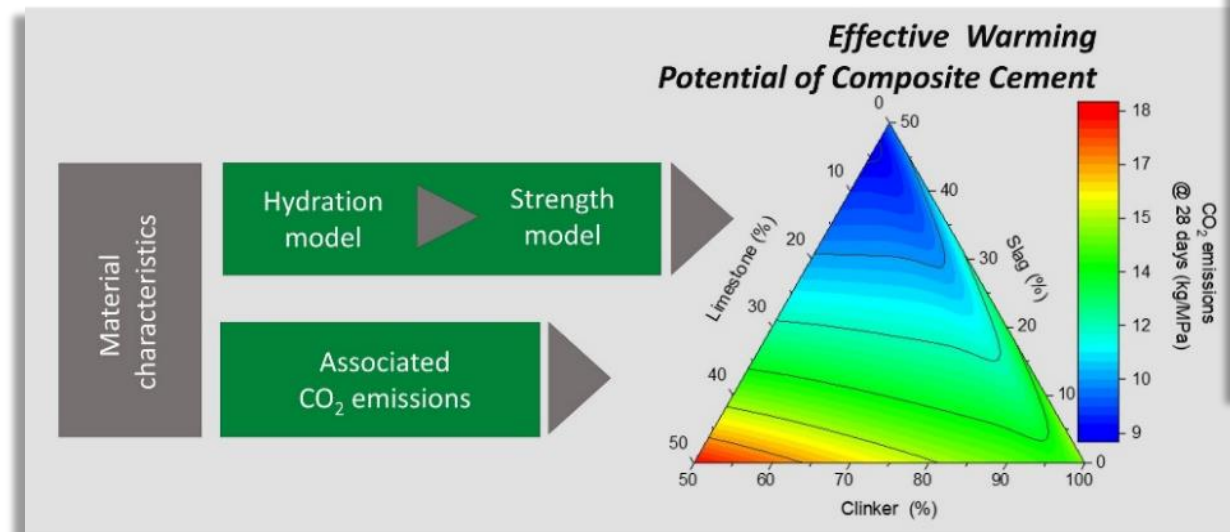 Effective Warming
Potential of Composite Cement
Material
characteristics
Hydration
model
Strength
model
Associated
CO₂ emissions
0
10
20
30
40
50
Limestone (%)
50
40
30
20
10
0
Slag (%)
50
60
70
80
90
100
Clinker (%)
18
17
15
14
12
10
9
CO₂ emissions
@ 28 days (kg/MPa)